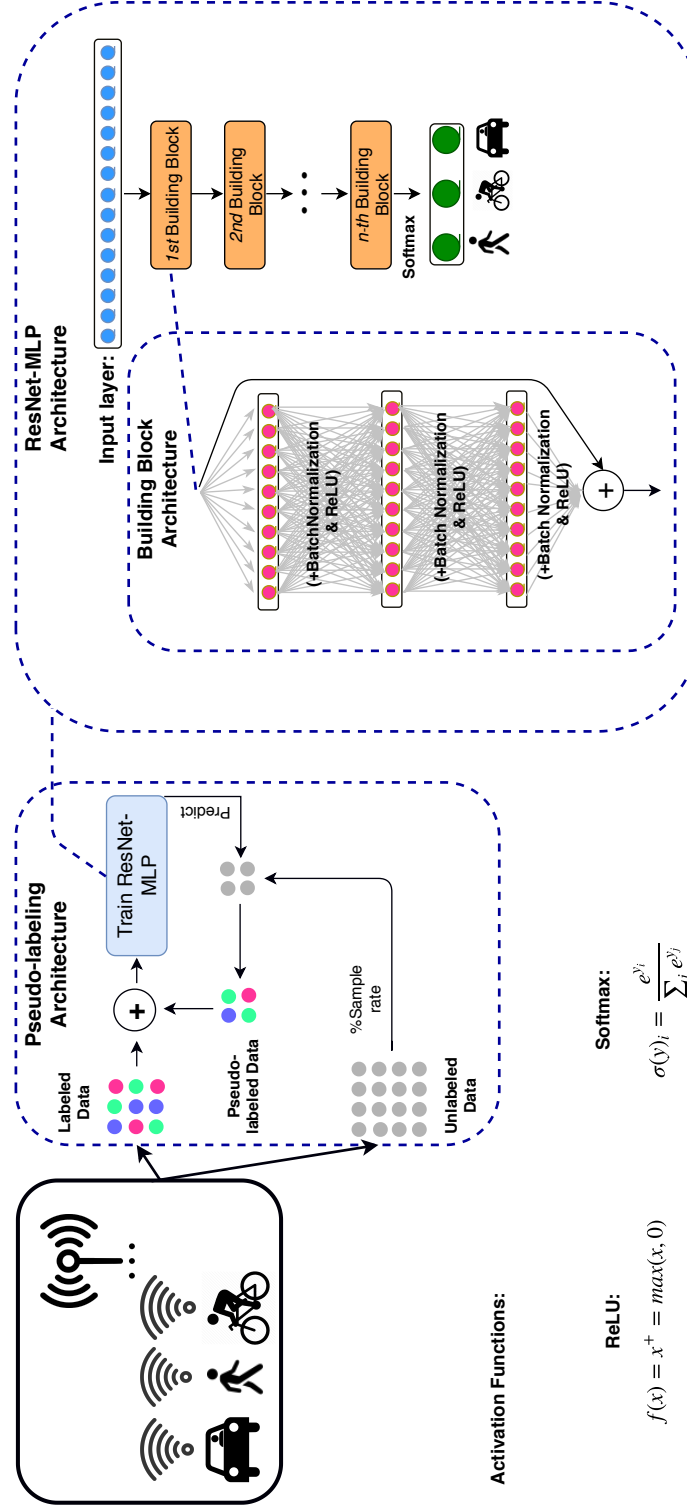 Pseudo-labeling
Architecture
Labeled
Data
+
Train ResNet-
MLP
Predict
Pseudo-
labeled Data
%Sample
rate
Unlabeled
Data
ResNet-MLP
Architecture
Input layer:
Building Block
Architecture
(+BatchNormalization
& ReLU)
(+Batch Normalization
& ReLU)
(+Batch Normalization
& ReLU)
+
1st Building Block
2nd Building
Block
n-th Building
Block
Softmax
Activation Functions:
ReLU:
f(x) = x⁺ = max(x, 0)
Softmax:
σ(y)ᵢ = e^{yᵢ} / ∑ⱼ e^{yⱼ}